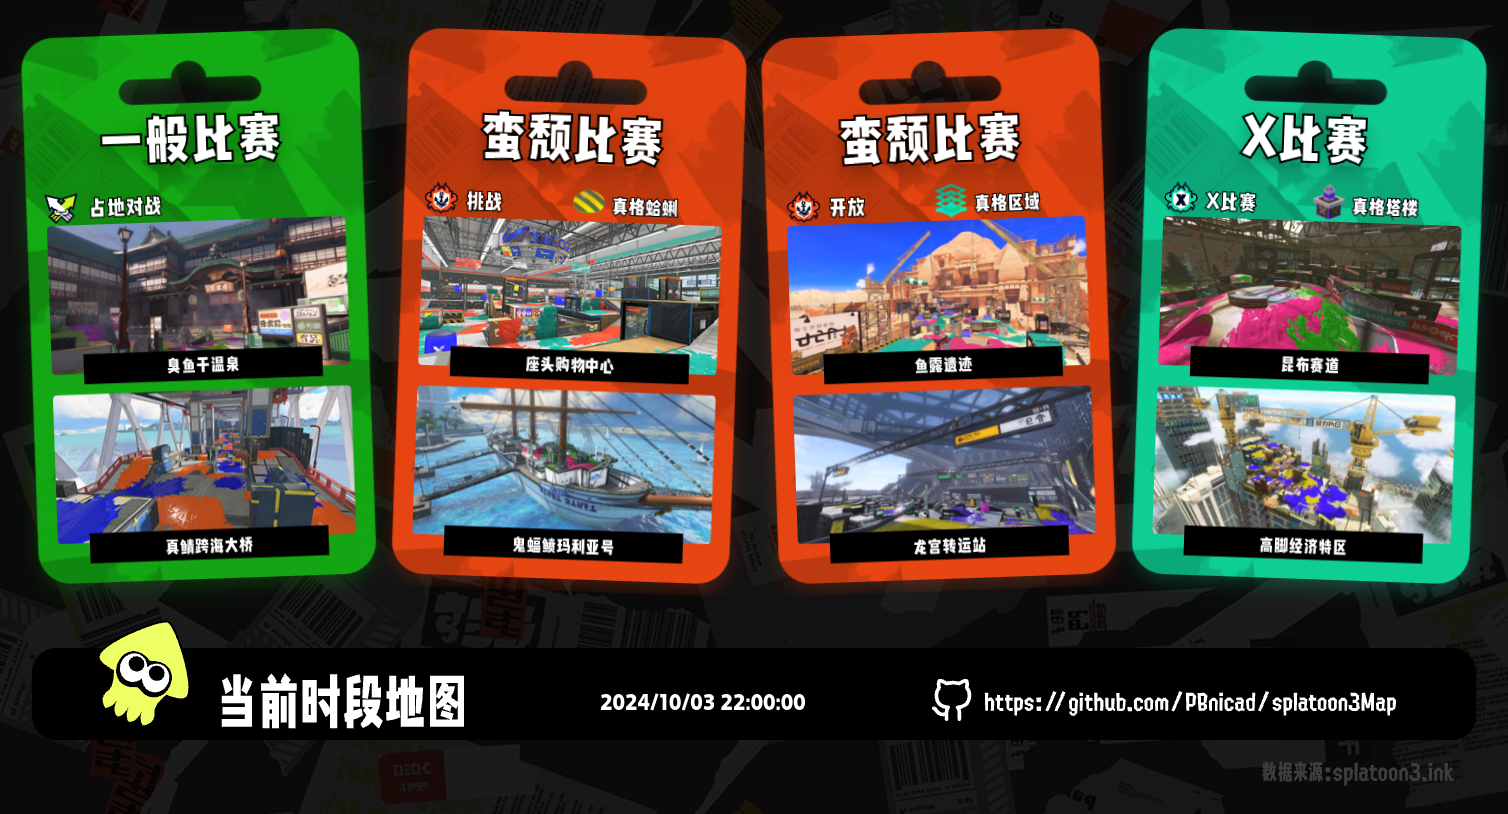 一般比赛
占地对战
臭鱼干温泉
真鲭跨海大桥
蛮颓比赛
挑战
真格蛤蜊
座头购物中心
鬼蝠鲼玛利亚号
蛮颓比赛
开放
真格区域
鱼露遗迹
龙宫转运站
X比赛
X比赛
真格塔楼
昆布赛道
高脚经济特区
当前时段地图
2024/10/03 22:00:00
https://github.com/PBnicad/splatoon3Map
数据来源:splatoon3.ink